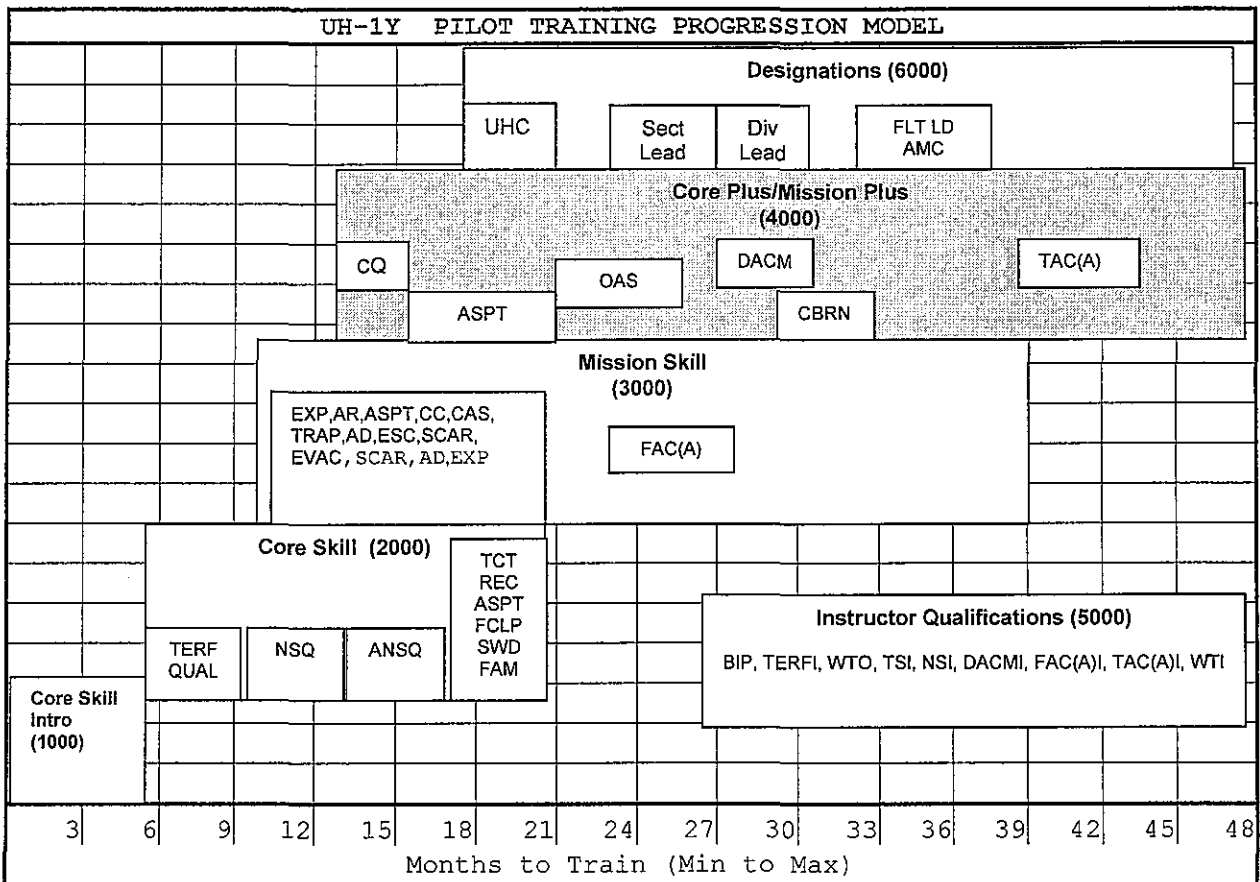 UH-1Y PILOT TRAINING PROGRESSION MODEL
Designations (6000)
UHC
Sect
Lead
Div
Lead
FLT LD
AMC
Core Plus/Mission Plus
(4000)
CQ
ASPT
OAS
DACM
CBRN
TAC(A)
Mission Skill
(3000)
EXP,AR,ASPT,CC,CAS,
TRAP,AD,ESC,SCAR,
EVAC, SCAR, AD,EXP
FAC(A)
Core Skill (2000)
TERF
QUAL
NSQ
ANSQ
TCT
REC
ASPT
FCLP
SWD
FAM
Instructor Qualifications (5000)
BIP, TERFI, WTO, TSI, NSI, DACMI, FAC(A)I, TAC(A)I, WTI
Core Skill
Intro
(1000)
3 6 9 12 15 18 21 24 27 30 33 36 39 42 45 48
Months to Train (Min to Max)